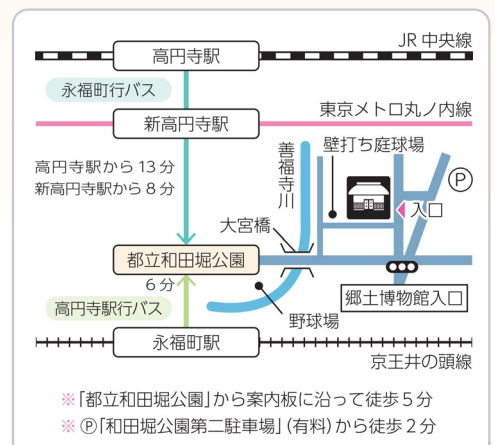 JR 中央線
高円寺駅
永福町行バス
東京メトロ丸ノ内線
新高円寺駅
高円寺駅から 13 分
新高円寺駅から 8 分
善福寺川
壁打ち庭球場
P
入口
大宮橋
都立和田堀公園
6 分
郷土博物館入口
高円寺駅行バス
野球場
永福町駅
京王井の頭線
※「都立和田堀公園」から案内板に沿って徒歩 5 分
※ Ⓟ「和田堀公園第二駐車場」(有料)から徒歩 2 分